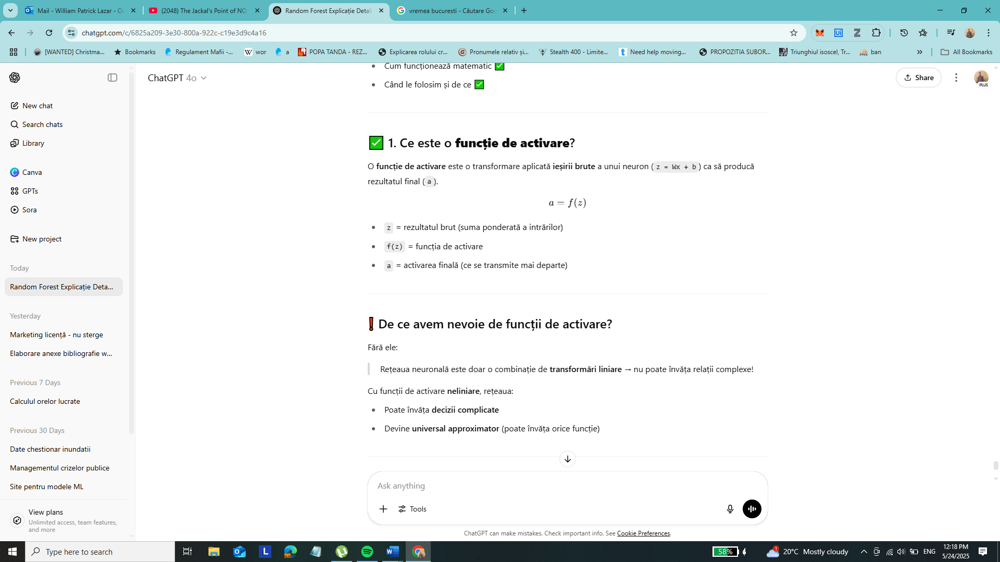 Mail - William Patrick Lazar - Ou
(2048) The Jackal's Point of NO
Random Forest Explicație Detali
vremea bucuresti - Căutare Goo
chatgpt.com/c/6825a209-3e30-800a-922c-c19e3d9c4a16
[WANTED] Christma...
Bookmarks
Regulament Mafii -...
wor
a
POPA TANDA - REZ...
Explicarea rolului cr...
Pronumele relativ și...
Stealth 400 - Limite...
Need help moving...
PROPOZITIA SUBOR...
Triunghiul isoscel, Tr...
ban
All Bookmarks
ChatGPT 4o
Share
PLUS
New chat
Search chats
Library
Canva
GPTs
Sora
New project
Today
Random Forest Explicație Deta...
Yesterday
Marketing licență - nu sterge
Elaborare anexe bibliografie w...
Previous 7 Days
Calculul orelor lucrate
Previous 30 Days
Date chestionar inundatii
Managementul crizelor publice
Site pentru modele ML
View plans
Unlimited access, team features,
and more
• Cum funcționează matematic ✅
• Când le folosim și de ce ✅
✅ 1. Ce este o funcție de activare?
O funcție de activare este o transformare aplicată ieșirii brute a unui neuron (z = Wx + b) ca să producă
rezultatul final (a).
a = f(z)
• z = rezultatul brut (suma ponderată a intrărilor)
• f(z) = funcția de activare
• a = activarea finală (ce se transmite mai departe)
❗ De ce avem nevoie de funcții de activare?
Fără ele:
Rețeaua neuronală este doar o combinație de transformări liniare → nu poate învăța relații complexe!
Cu funcții de activare neliniare, rețeaua:
• Poate învăța decizii complicate
• Devine universal approximator (poate învăța orice funcție)
Ask anything
Tools
ChatGPT can make mistakes. Check important info. See Cookie Preferences.
Type here to search
58%
1
20°C Mostly cloudy
ENG
12:18 PM
5/24/2025